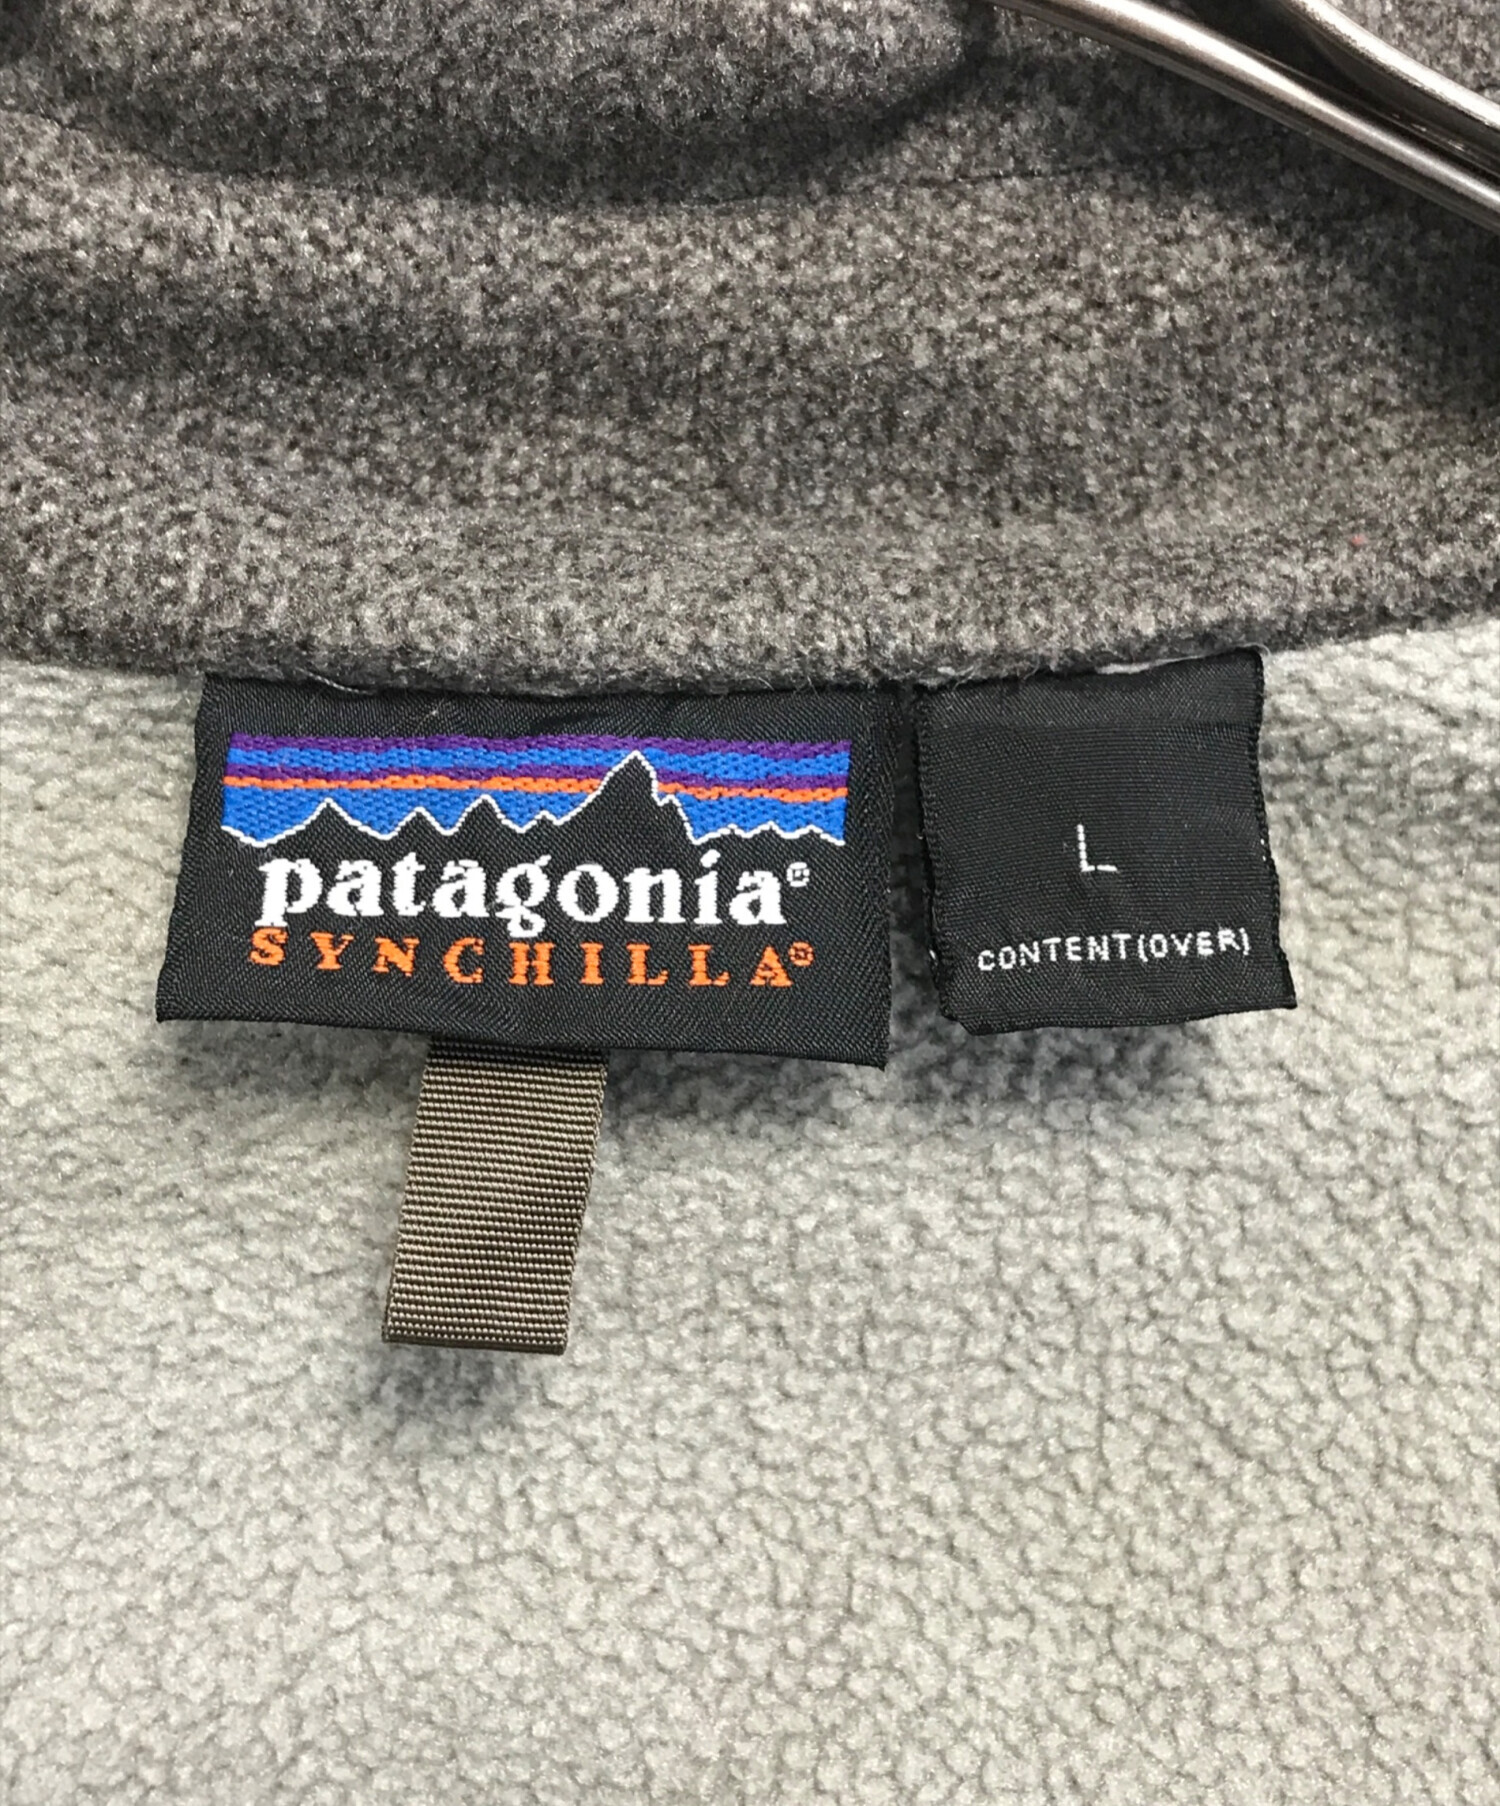 patagonia®
SYNCHILLA®
L
CONTENT(OVER)